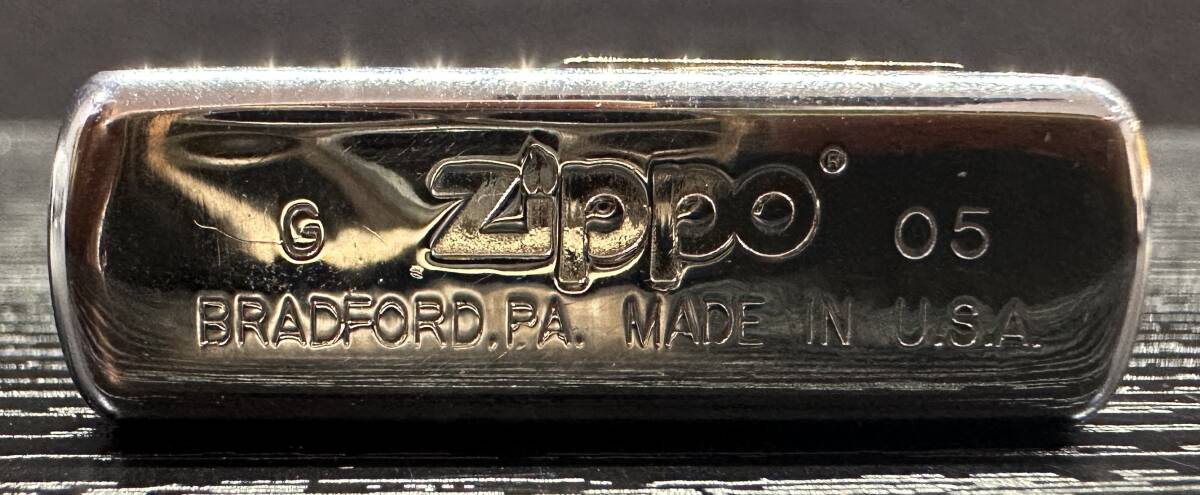 G Zippo® 05
BRADFORD, PA. MADE IN U.S.A.